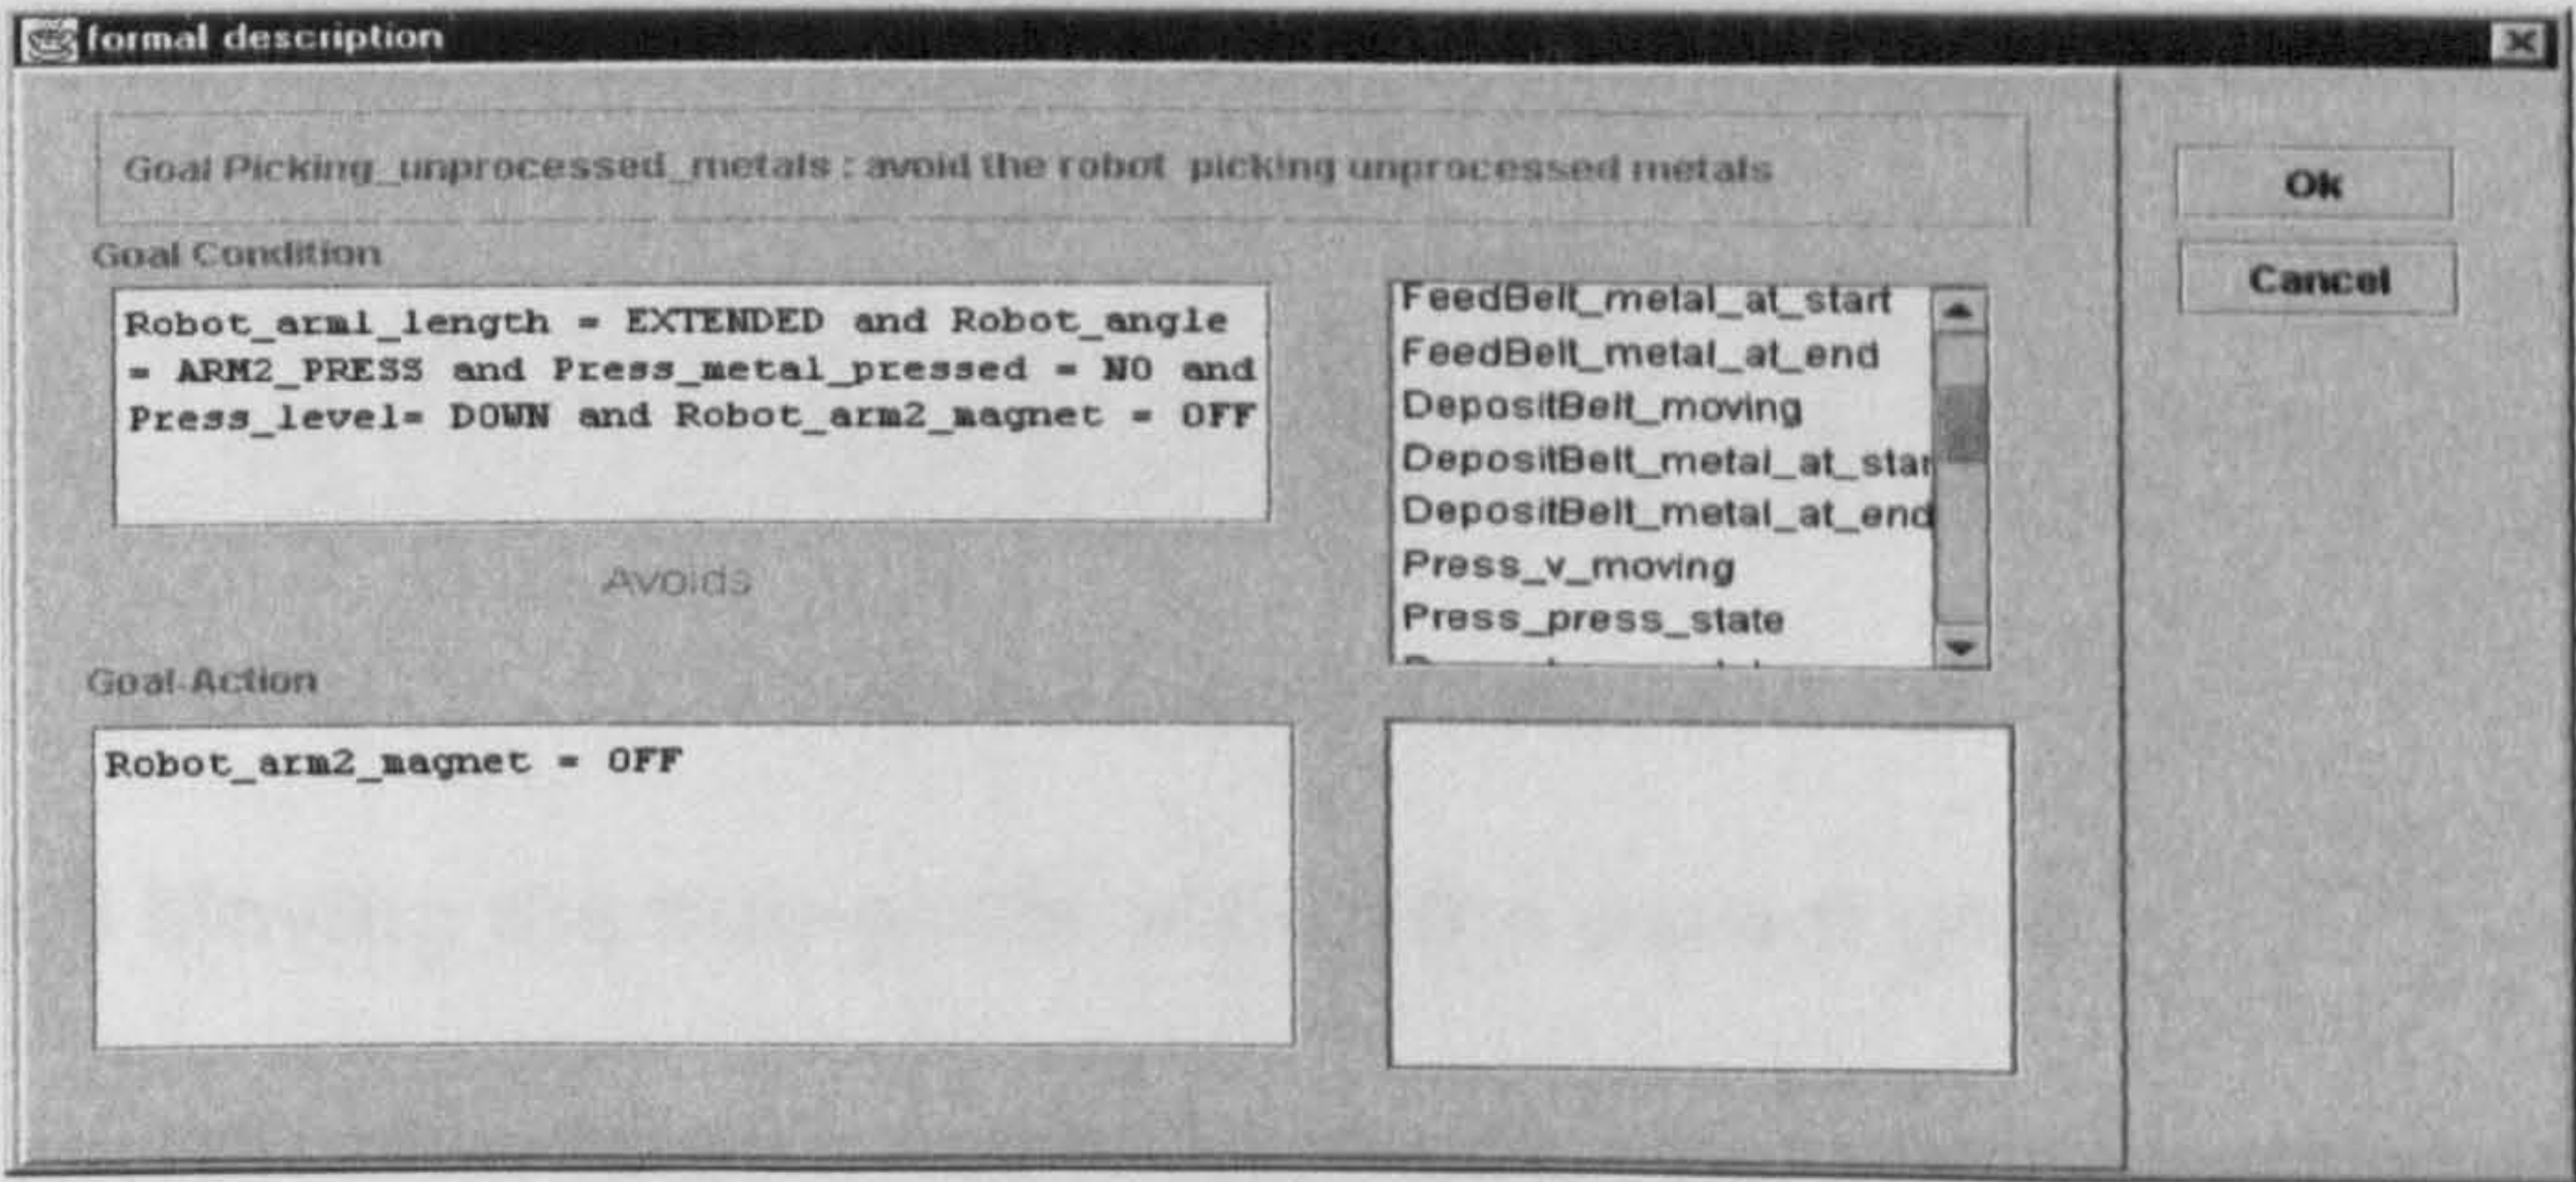 formal description
Goal Picking_unprocessed_metals : avoid the robot picking unprocessed metals
Ok
Cancel
Goal Condition
Robot_arm1_length = EXTENDED and Robot_angle
= ARM2_PRESS and Press_metal_pressed = NO and
Press_level= DOWN and Robot_arm2_magnet = OFF
FeedBelt_metal_at_start
FeedBelt_metal_at_end
DepositBelt_moving
DepositBelt_metal_at_star
DepositBelt_metal_at_end
Press_v_moving
Press_press_state
Avoids
Goal-Action
Robot_arm2_magnet = OFF